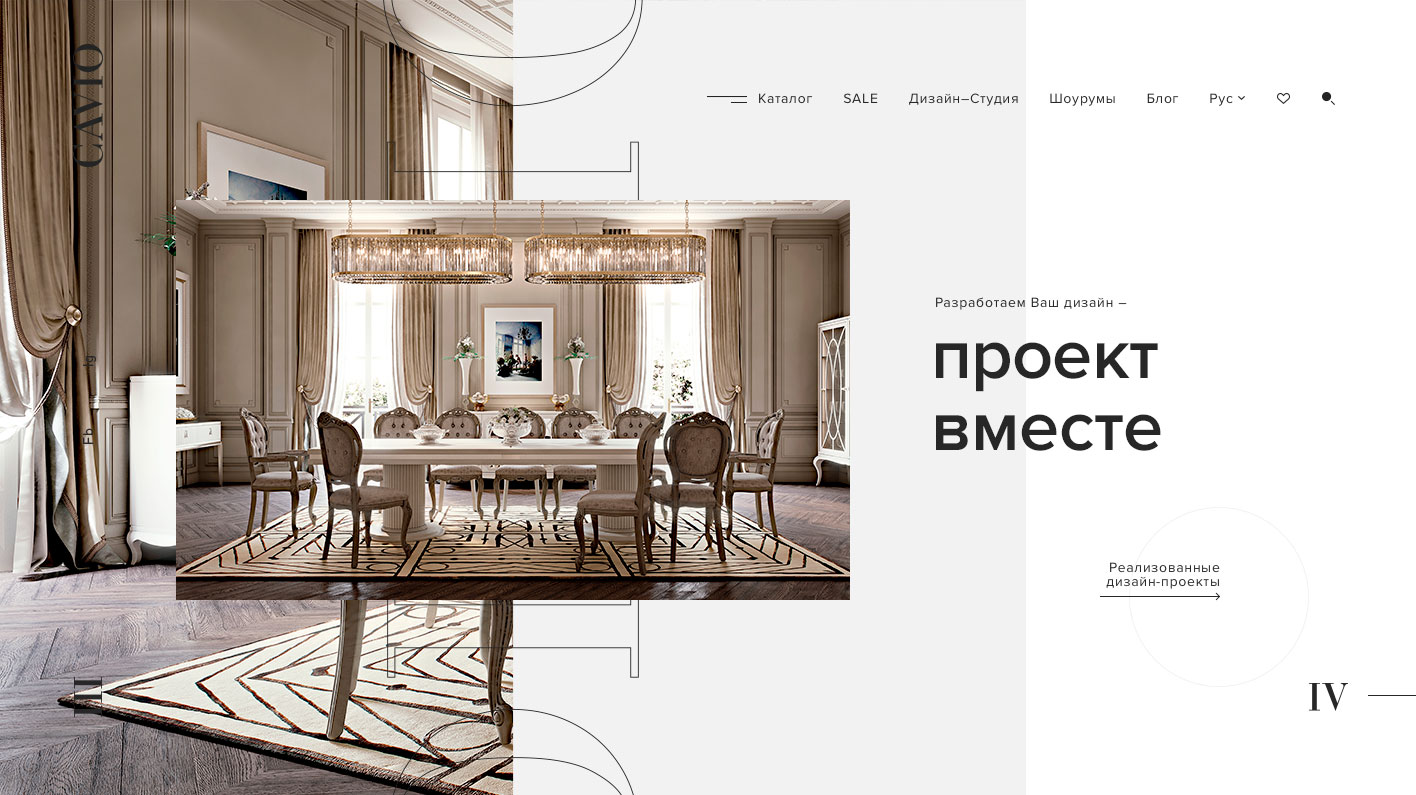 CAVIO
Каталог
SALE
Дизайн–Студия
Шоурумы
Блог
Рус
Разработаем Ваш дизайн –
проект
вместе
Ig
Fb
Реализованные
дизайн-проекты
II
IV